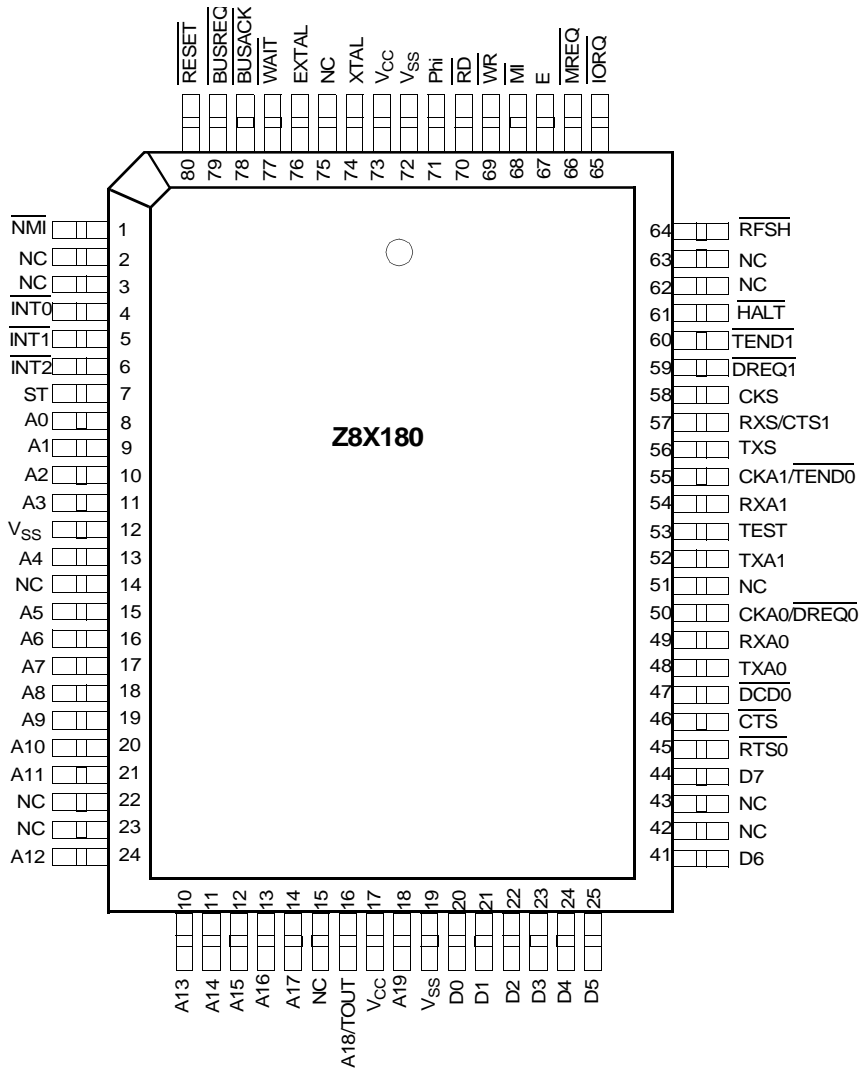 RESET BUSREQ BUSACK WAIT EXTAL NC XTAL VCC VSS Phi RD WR MI E MREQ IORQ
80 79 78 77 76 75 74 73 72 71 70 69 68 67 66 65
NMI 1
NC 2
NC 3
INT0 4
INT1 5
INT2 6
ST 7
A0 8
A1 9
A2 10
A3 11
VSS 12
A4 13
NC 14
A5 15
A6 16
A7 17
A8 18
A9 19
A10 20
A11 21
NC 22
NC 23
A12 24
Z8X180
64 RFSH
63 NC
62 NC
61 HALT
60 TEND1
59 DREQ1
58 CKS
57 RXS/CTS1
56 TXS
55 CKA1/TEND0
54 RXA1
53 TEST
52 TXA1
51 NC
50 CKA0/DREQ0
49 RXA0
48 TXA0
47 DCD0
46 CTS
45 RTS0
44 D7
43 NC
42 NC
41 D6
10 11 12 13 14 15 16 17 18 19 20 21 22 23 24 25
A13 A14 A15 A16 A17 NC A18/TOUT VCC A19 VSS D0 D1 D2 D3 D4 D5